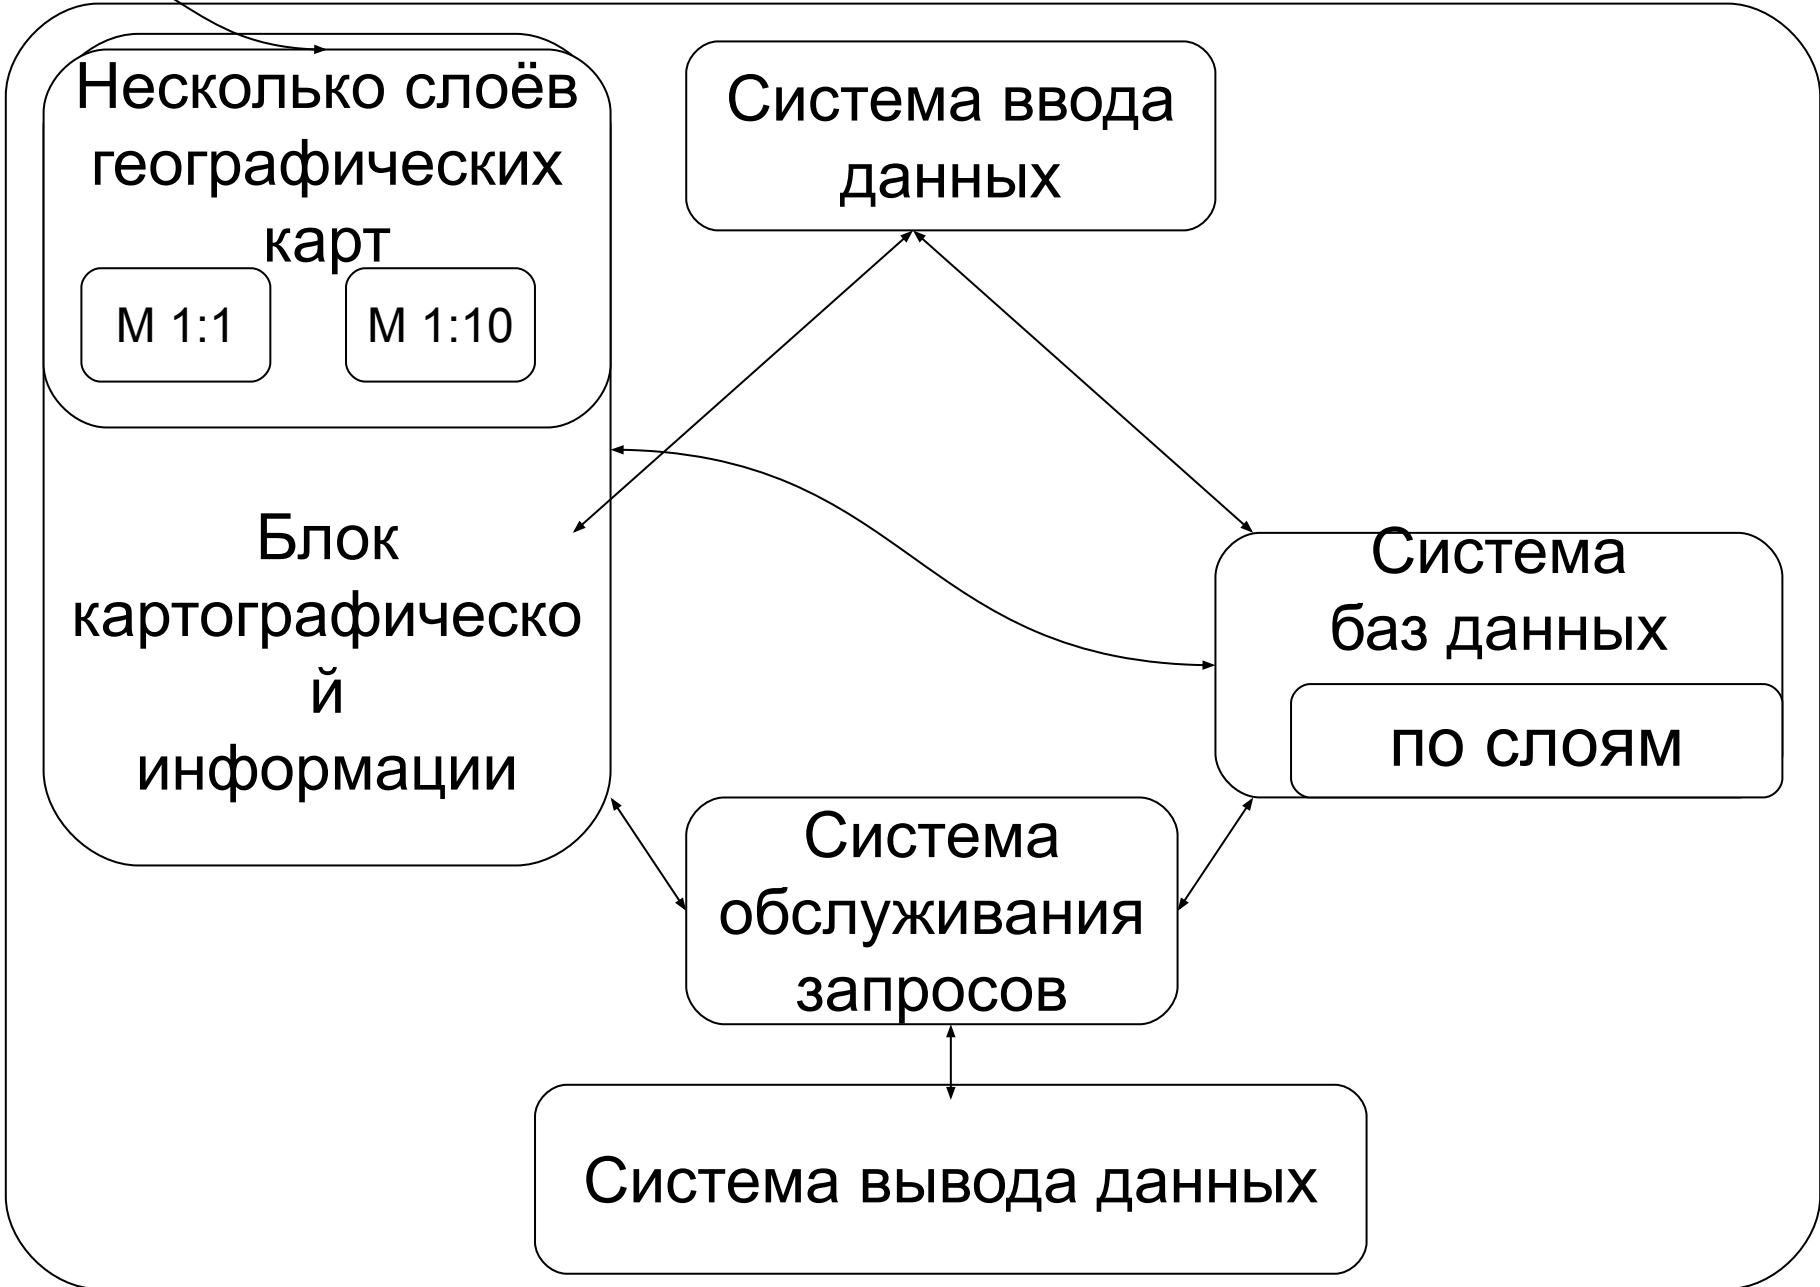 Несколько слоёв
географических
карт
М 1:1
М 1:10
Блок
картографическо
й
информации
Система ввода
данных
Система
баз данных
по слоям
Система
обслуживания
запросов
Система вывода данных